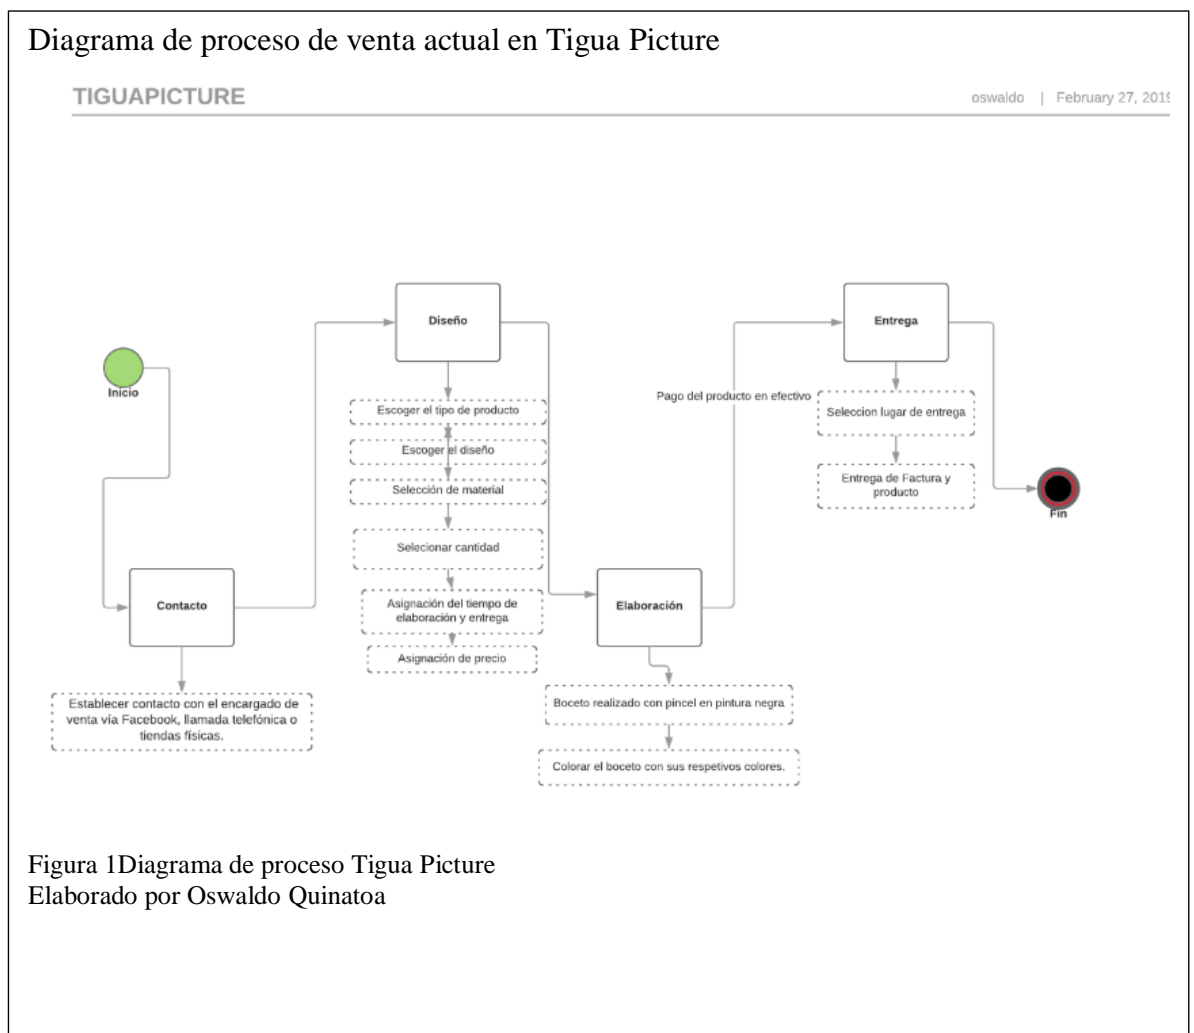 Diagrama de proceso de venta actual en Tigua Picture
TIGUAPICTURE
oswaldo | February 27, 2019
Inicio
Contacto
Establecer contacto con el encargado de
venta vía Facebook, llamada telefónica o
tiendas físicas.
Diseño
Escoger el tipo de producto
Escoger el diseño
Selección de material
Selecionar cantidad
Asignación del tiempo de
elaboración y entrega
Asignación de precio
Elaboración
Boceto realizado con pincel en pintura negra
Colorar el boceto con sus respetivos colores.
Pago del producto en efectivo
Entrega
Seleccion lugar de entrega
Entrega de Factura y
producto
Fin
Figura 1Diagrama de proceso Tigua Picture
Elaborado por Oswaldo Quinatoa